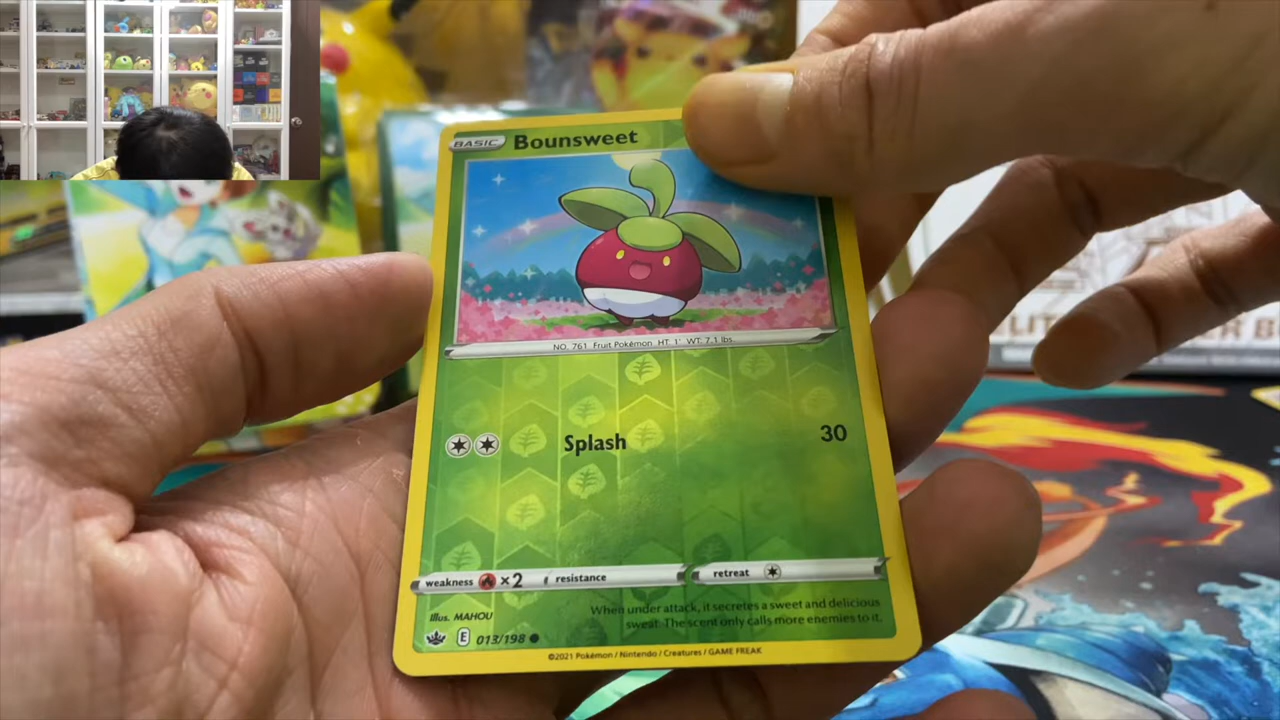 BASIC Bounsweet
NO. 761 Fruit Pokémon HT: 1' WT: 7.1 lbs.
Splash 30
weakness ×2 resistance retreat
Illus. MAHOU
When under attack, it secretes a sweet and delicious
sweat. The scent only calls more enemies to it.
E 013/198
©2021 Pokémon / Nintendo / Creatures / GAME FREAK